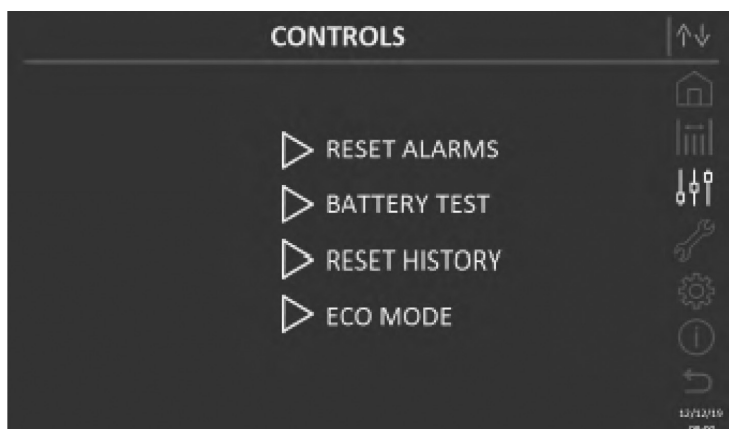 CONTROLS
RESET ALARMS
BATTERY TEST
RESET HISTORY
ECO MODE
12/12/19